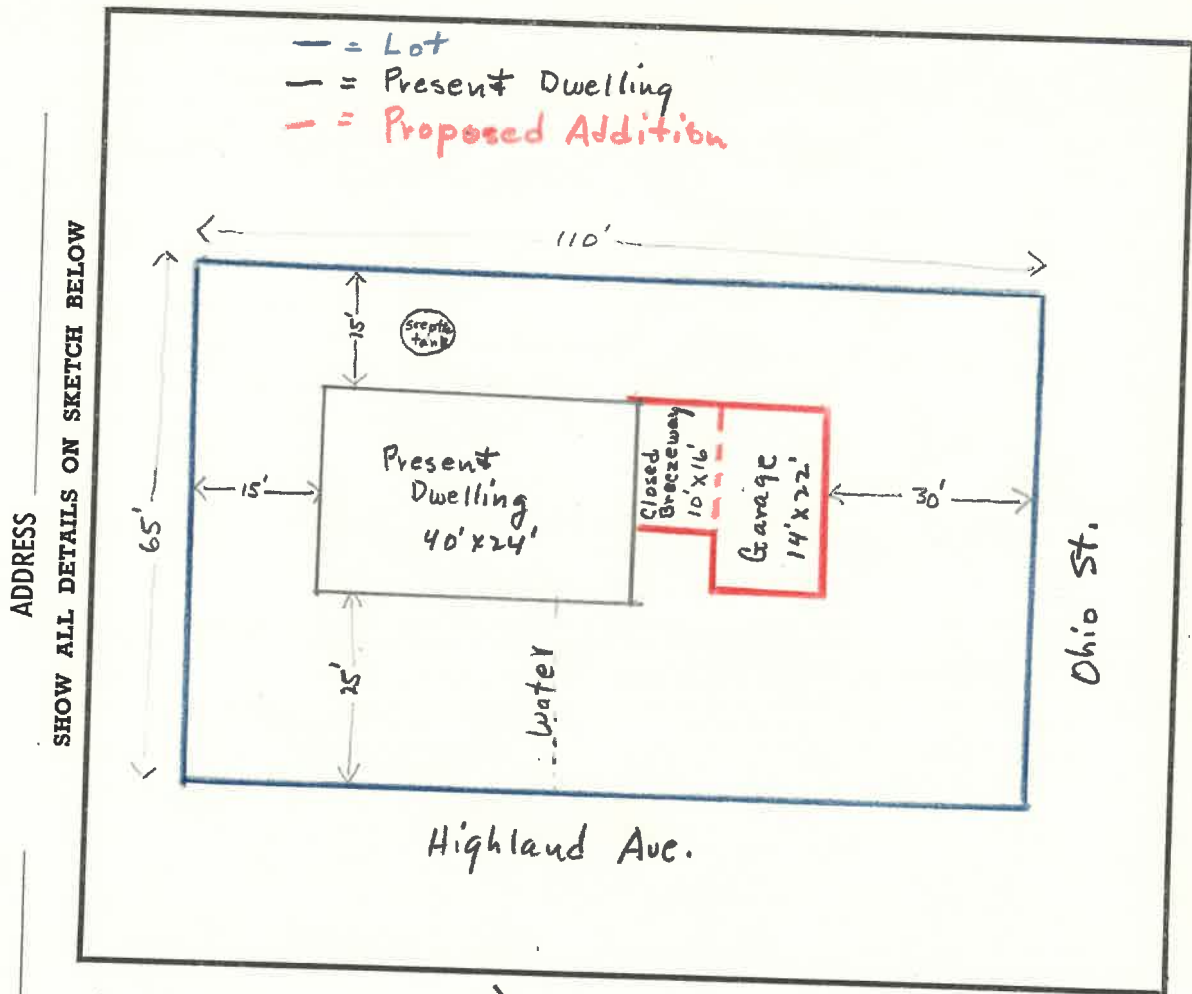 — = Lot
— = Present Dwelling
— = Proposed Addition
ADDRESS
SHOW ALL DETAILS ON SKETCH BELOW
110'
65'
15'
sceptic
tank
15'
Present
Dwelling
40'x24'
Closed
Breezeway
10'x16'
Garage
14'x22'
30'
Ohio St.
25'
Water
Highland Ave.